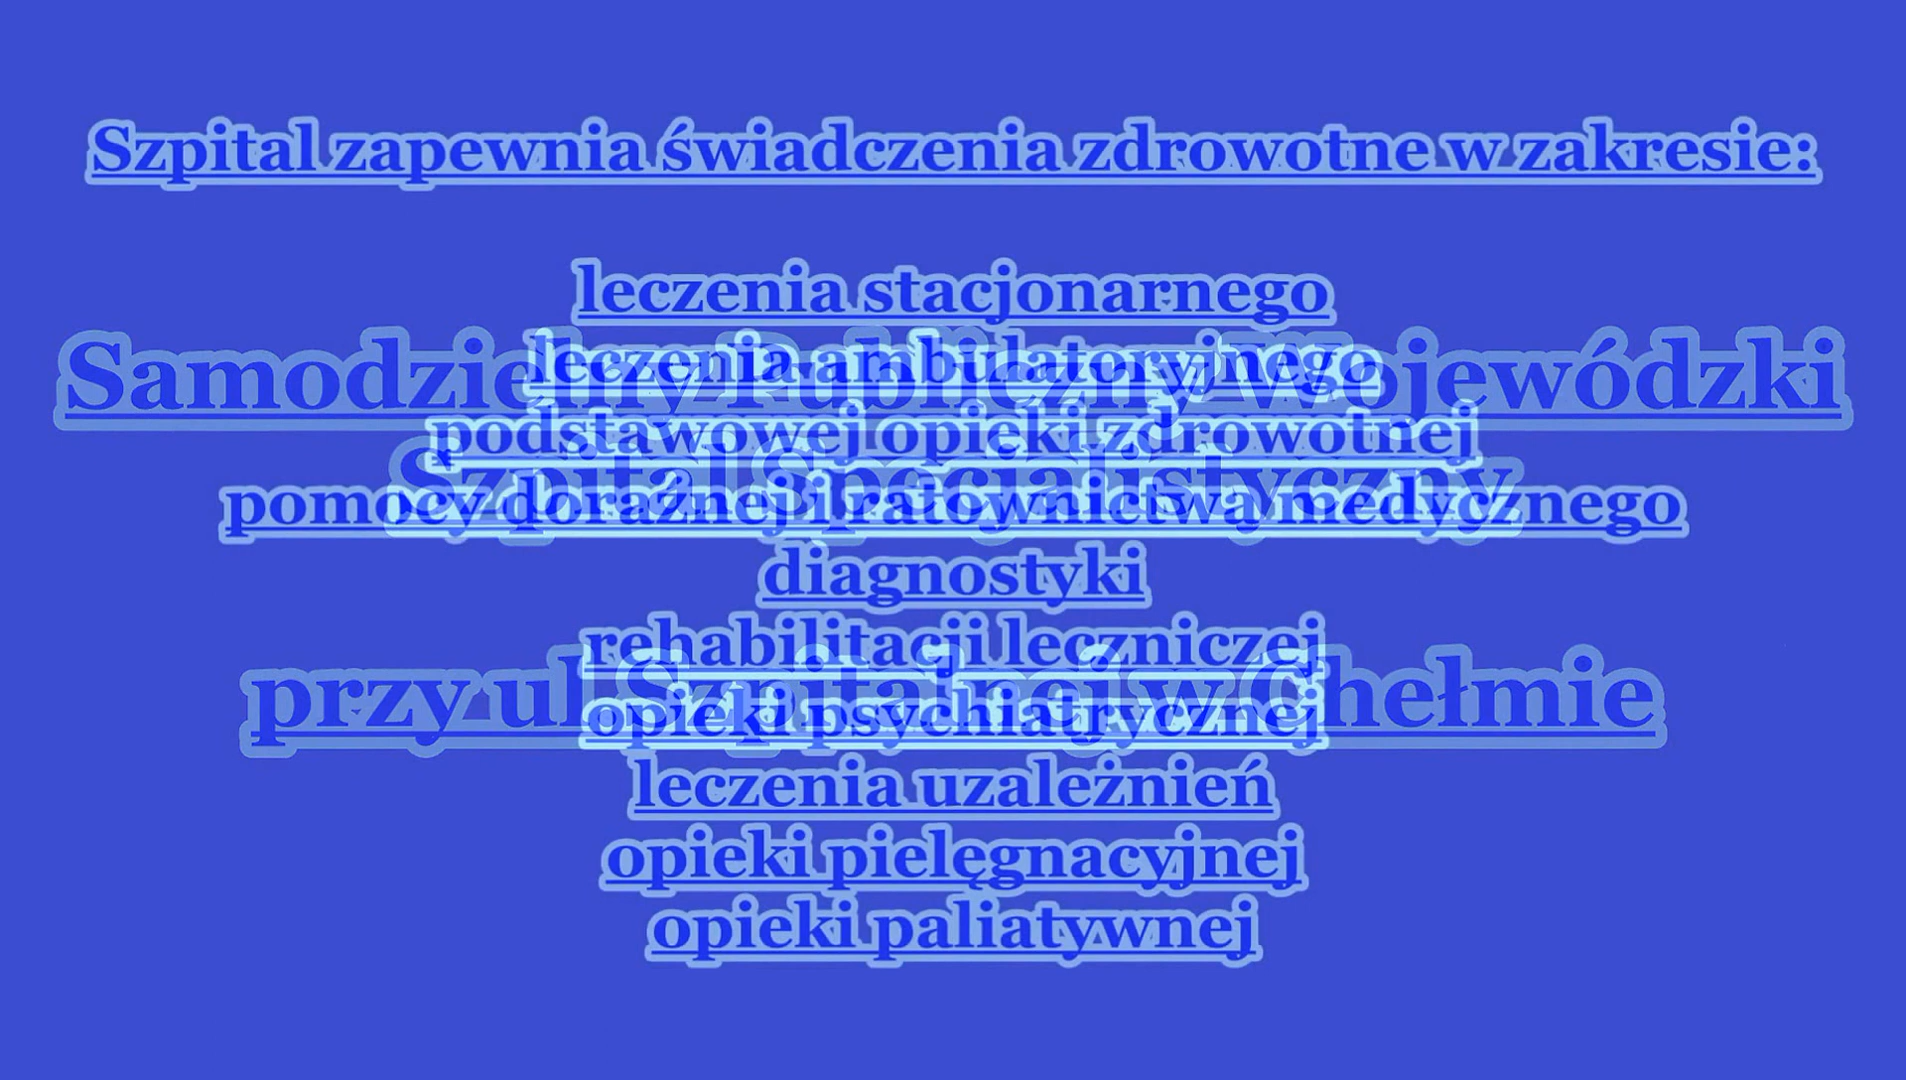 Szpital zapewnia świadczenia zdrowotne w zakresie:
leczenia stacjonarnego
leczenia ambulatoryjnego
podstawowej opieki zdrowotnej
pomocy doraźnej i ratownictwa medycznego
diagnostyki
rehabilitacji leczniczej
opieki psychiatrycznej
leczenia uzależnień
opieki pielęgnacyjnej
opieki paliatywnej
Samodzielny Publiczny Wojewódzki
Szpital Specjalistyczny
przy ul Szpitalnej w Chełmie